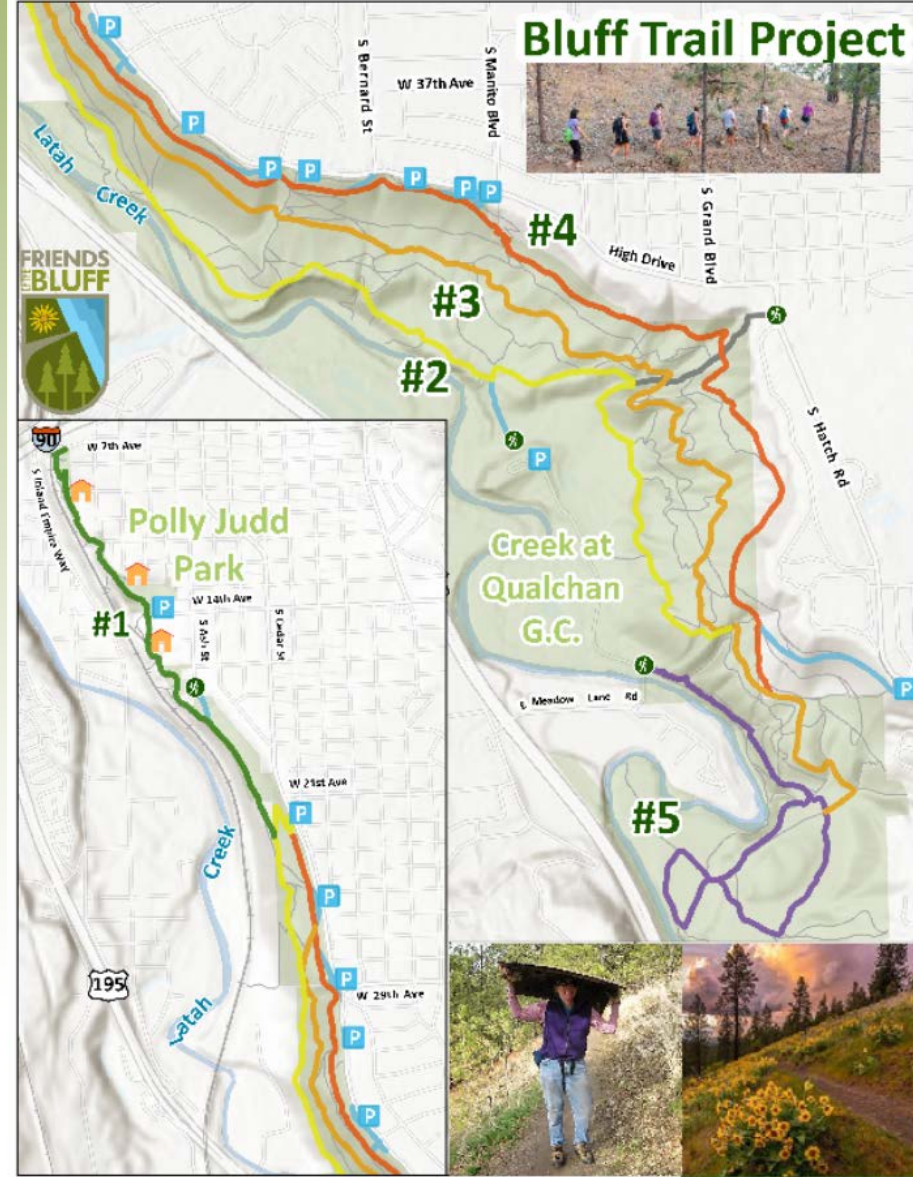 Bluff Trail Project
P
S Bernard St
S Manito Blvd
W 37th Ave
P
P
P
P
P
P
S Grand Blvd
Latah
Creek
#4
High Drive
FRIENDS
OF THE
BLUFF
#3
#2
S Hatch Rd
P
90
W 7th Ave
S Inland Empire Way
Polly Judd
Park
P
W 14th Ave
#1
S Ash St
S Cedar St
Creek at
Qualchan
G.C.
E Meadow Lane Rd
P
W 21st Ave
P
#5
Creek
P
195
P
W 29th Ave
Latah
P
P